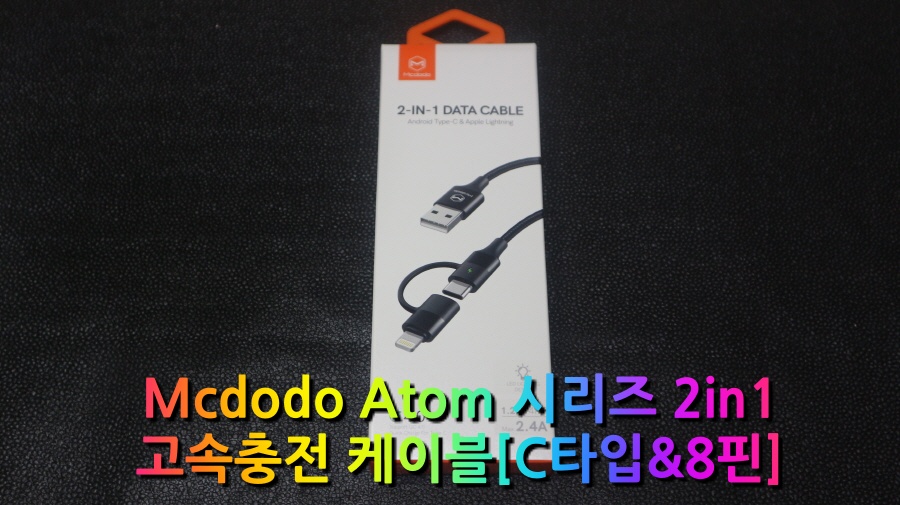 Mcdodo
2-IN-1 DATA CABLE
Android Type-C & Apple Lightning
Mcdodo Atom 시리즈 2in1
2.4A
고속충전 케이블[C타입&8핀]